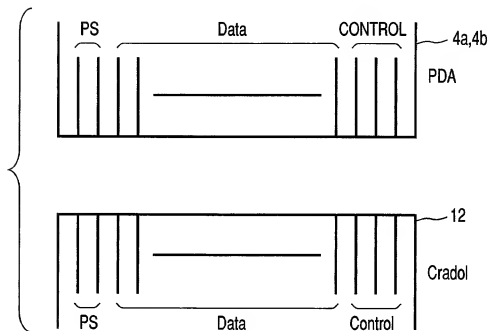 PS Data CONTROL
4a,4b
PDA
12
Cradol
PS Data Control